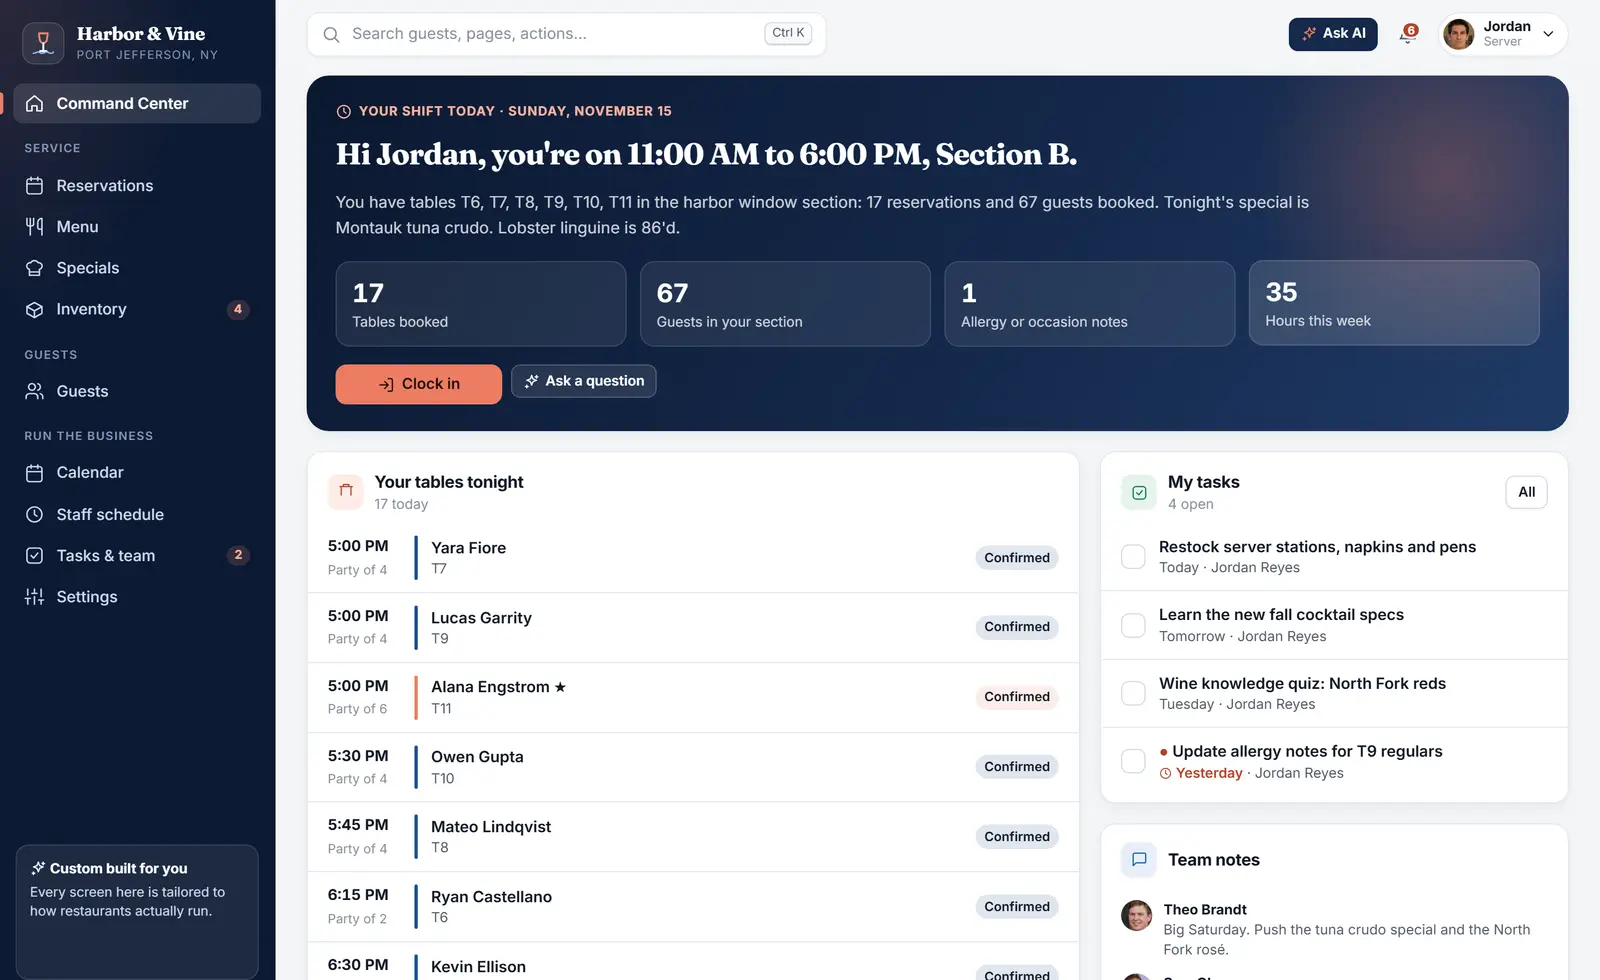 Harbor & Vine
PORT JEFFERSON, NY
Command Center
SERVICE
Reservations
Menu
Specials
Inventory
4
GUESTS
Guests
RUN THE BUSINESS
Calendar
Staff schedule
Tasks & team
2
Settings
Custom built for you
Every screen here is tailored to
how restaurants actually run.
Search guests, pages, actions...
Ctrl K
Ask AI
6
Jordan
Server
YOUR SHIFT TODAY · SUNDAY, NOVEMBER 15
Hi Jordan, you're on 11:00 AM to 6:00 PM, Section B.
You have tables T6, T7, T8, T9, T10, T11 in the harbor window section: 17 reservations and 67 guests booked. Tonight's special is
Montauk tuna crudo. Lobster linguine is 86'd.
17
Tables booked
67
Guests in your section
1
Allergy or occasion notes
35
Hours this week
Clock in
Ask a question
Your tables tonight
17 today
5:00 PM
Party of 4
Yara Fiore
T7
Confirmed
5:00 PM
Party of 4
Lucas Garrity
T9
Confirmed
5:00 PM
Party of 6
Alana Engstrom ★
T11
Confirmed
5:30 PM
Party of 4
Owen Gupta
T10
Confirmed
5:45 PM
Party of 4
Mateo Lindqvist
T8
Confirmed
6:15 PM
Party of 2
Ryan Castellano
T6
Confirmed
6:30 PM
Kevin Ellison
Confirmed
My tasks
4 open
All
Restock server stations, napkins and pens
Today · Jordan Reyes
Learn the new fall cocktail specs
Tomorrow · Jordan Reyes
Wine knowledge quiz: North Fork reds
Tuesday · Jordan Reyes
Update allergy notes for T9 regulars
Yesterday · Jordan Reyes
Team notes
Theo Brandt
Big Saturday. Push the tuna crudo special and the North
Fork rosé.